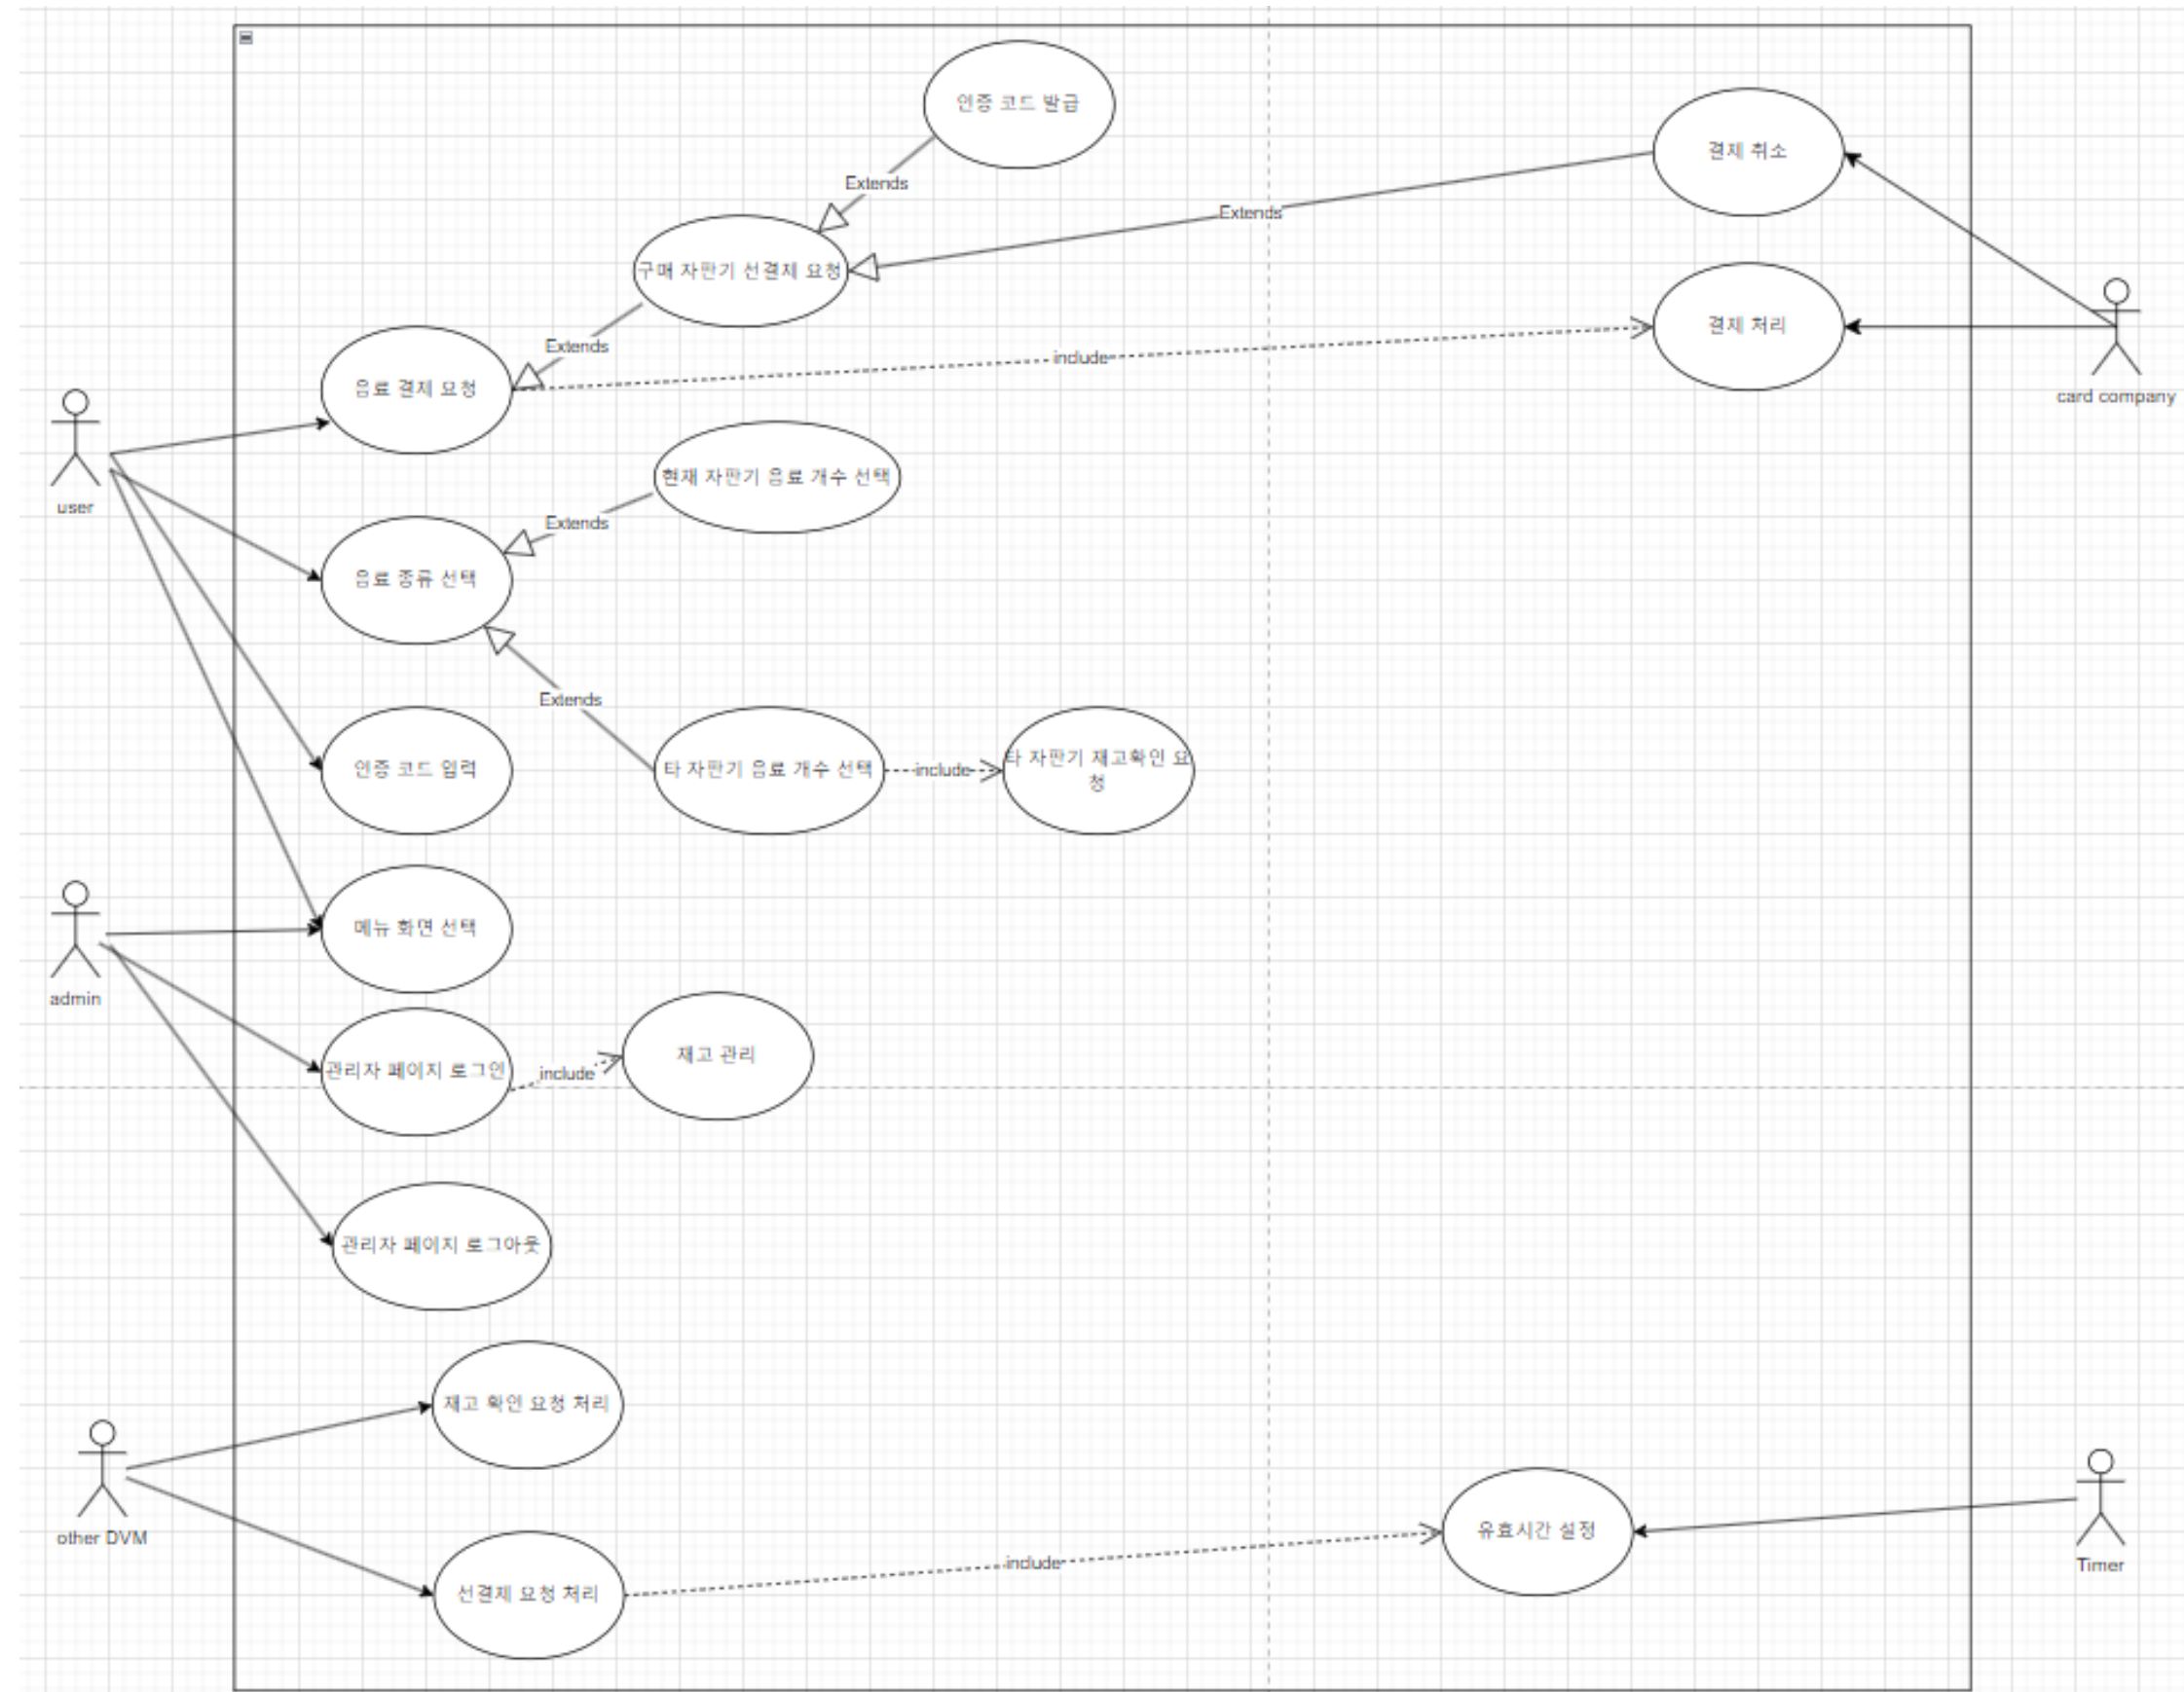 인증 코드 발급
결제 취소
Extends
Extends
구매 자판기 선결제 요청
결제 처리
Extends
include
음료 결제 요청
card company
현재 자판기 음료 개수 선택
user
Extends
음료 종류 선택
Extends
인증 코드 입력
타 자판기 음료 개수 선택
include
타 자판기 재고확인 요
청
메뉴 화면 선택
admin
관리자 페이지 로그인
include
재고 관리
관리자 페이지 로그아웃
재고 확인 요청 처리
other DVM
유효시간 설정
include
Timer
선결제 요청 처리